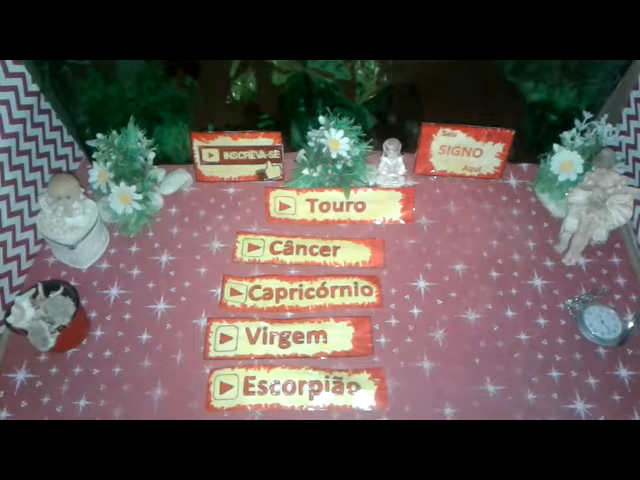 INSCREVA-SE
Seu
SIGNO
Aqui
Touro
Câncer
Capricórnio
Virgem
Escorpião